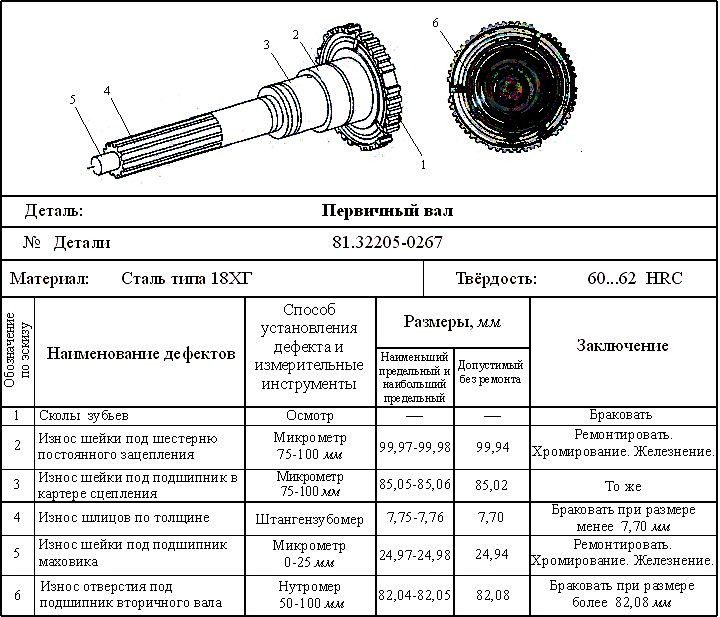 6
2
3
4
5
1
Деталь: Первичный вал
№ Детали 81.32205-0267
Материал: Сталь типа 18ХГ Твёрдость: 60...62 HRC
Обозначение
по эскизу
Наименование дефектов
Способ
установления
дефекта и
измерительные
инструменты
Размеры, мм
Наименьший
предельный и
наибольший
предельный
Допустимый
без ремонта
Заключение
1 Сколы зубьев Осмотр — — Браковать
2
Износ шейки под шестерню
постоянного зацепления
Микрометр
75-100 мм
99,97-99,98
99,94
Ремонтировать.
Хромирование. Железнение.
3
Износ шейки под подшипник в
картере сцепления
Микрометр
75-100 мм
85,05-85,06
85,02
То же
4
Износ шлицов по толщине
Штангензубомер
7,75-7,76
7,70
Браковать при размере
менее 7,70 мм
5
Износ шейки под подшипник
маховика
Микрометр
0-25 мм
24,97-24,98
24,94
Ремонтировать.
Хромирование. Железнение.
6
Износ отверстия под
подшипник вторичного вала
Нутромер
50-100 мм
82,04-82,05
82,08
Браковать при размере
более 82,08 мм